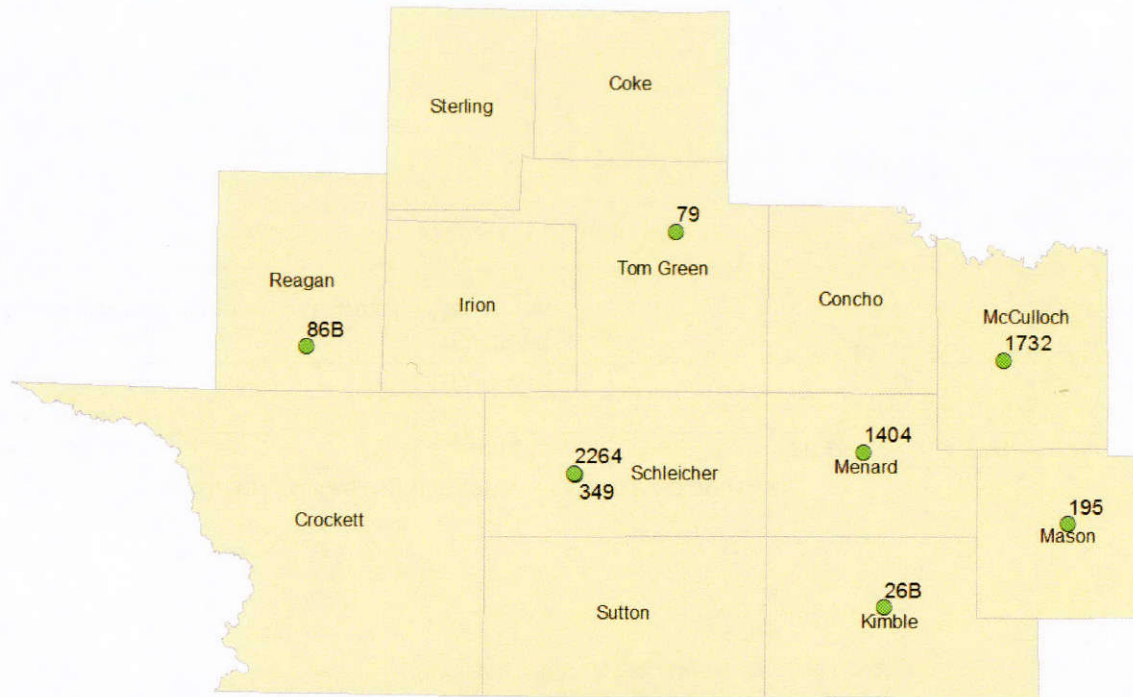 Coke
Sterling
79
Tom Green
Reagan
Irion
Concho
McCulloch
86B
1732
2264
349
Schleicher
1404
Menard
Crockett
195
Mason
26B
Kimble
Sutton